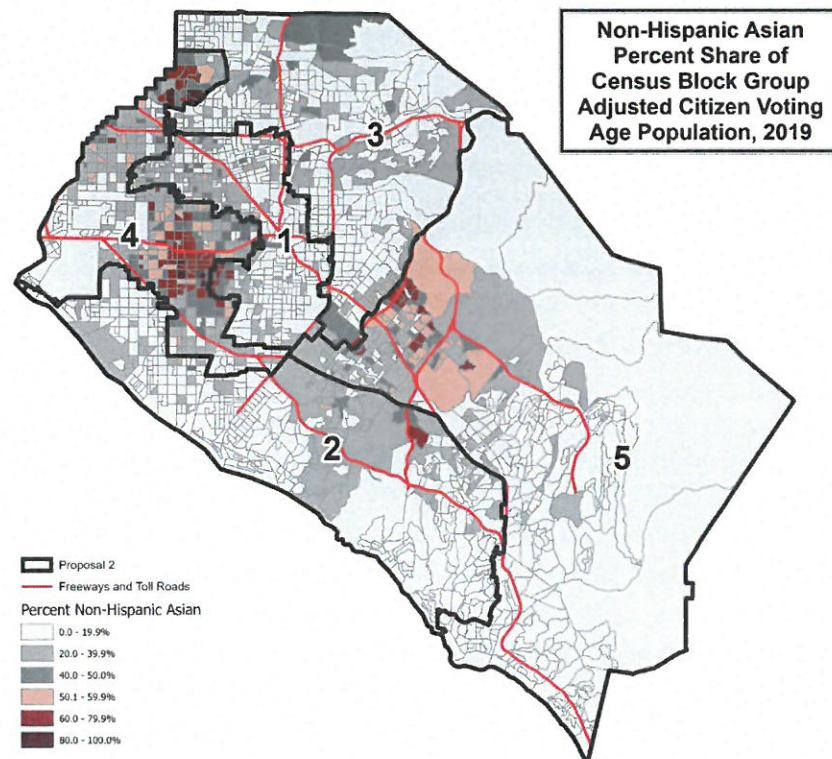 Non-Hispanic Asian
Percent Share of
Census Block Group
Adjusted Citizen Voting
Age Population, 2019
3
4
1
2
5
Proposal 2
Freeways and Toll Roads
Percent Non-Hispanic Asian
0.0 - 19.9%
20.0 - 39.9%
40.0 - 50.0%
50.1 - 59.9%
60.0 - 79.9%
80.0 - 100.0%